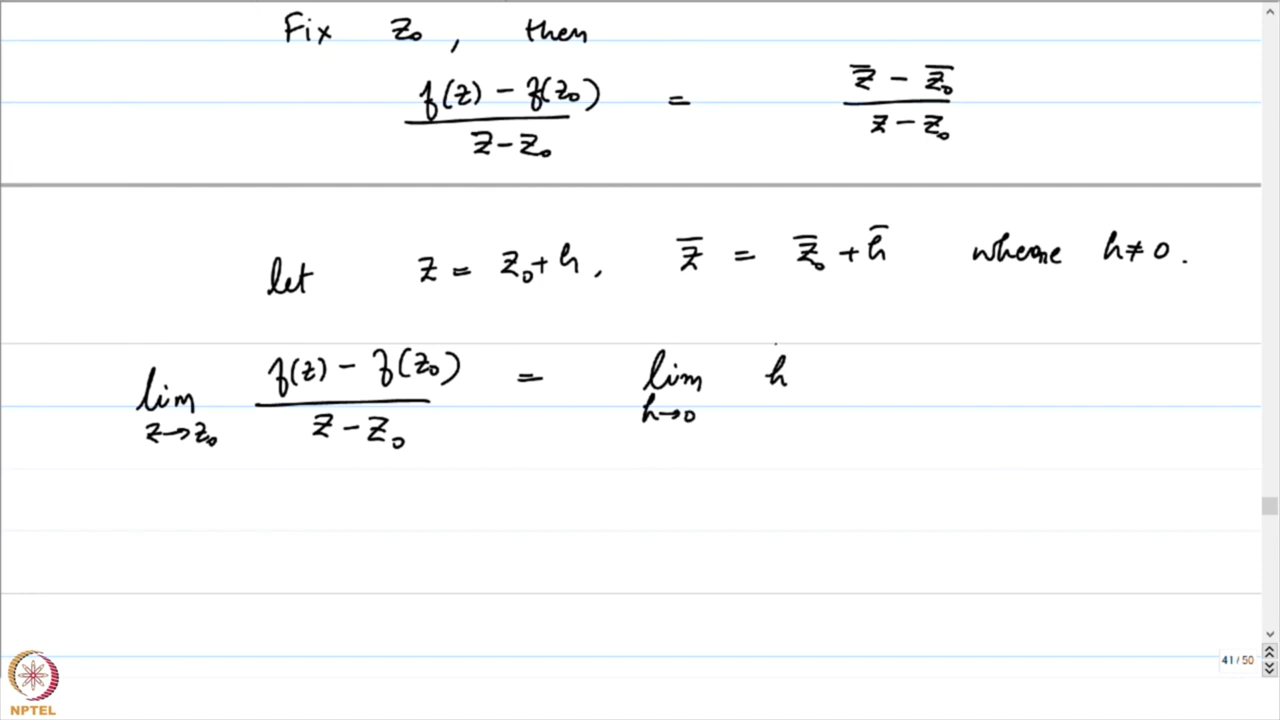 Fix z₀, then
(f(z) − f(z₀))/(z − z₀) = (z̅ − z̅₀)/(z − z₀)
let z = z₀ + h, z̅ = z̅₀ + h̅ where h ≠ 0.
lim_{z→z₀} (f(z) − f(z₀))/(z − z₀) = lim_{h→0} h
41 / 50
NPTEL